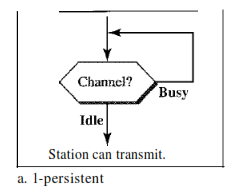 Channel?
Busy
Idle
Station can transmit.
a. 1-persistent